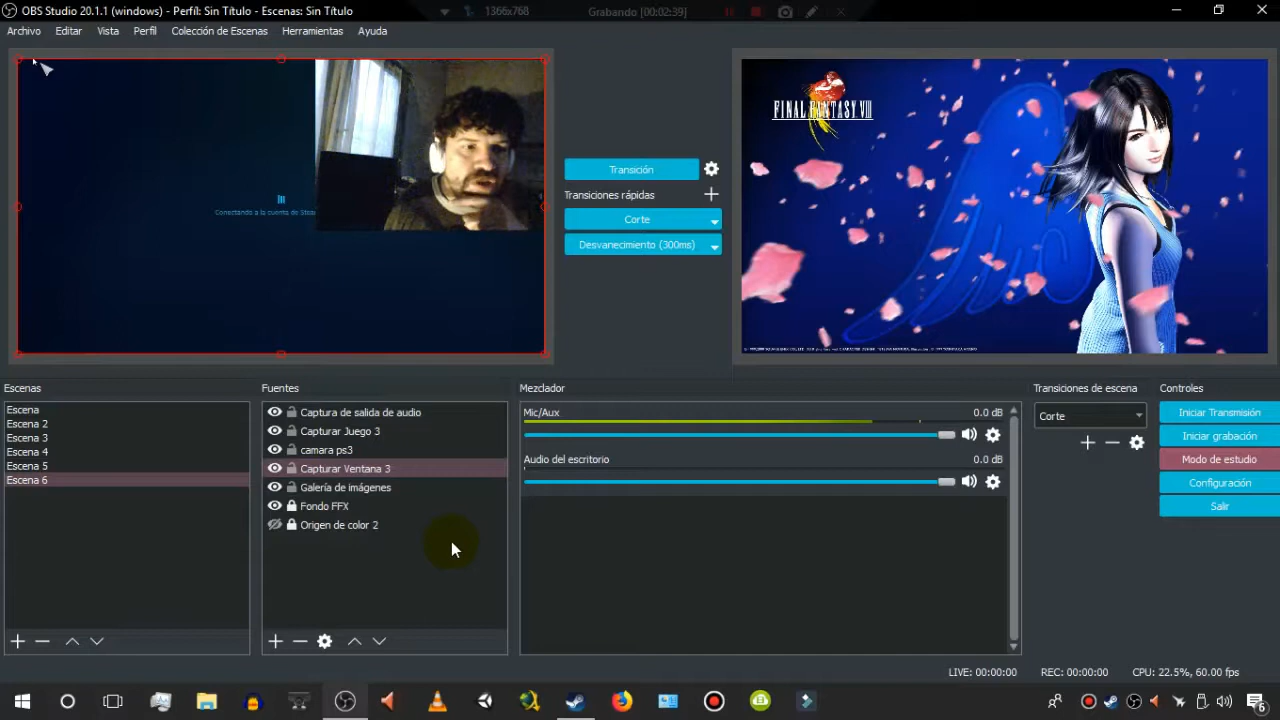 OBS Studio 20.1.1 (windows) - Perfil: Sin Título - Escenas: Sin Título
1366x768
Grabando [00:02:39]
Archivo Editar Vista Perfil Colección de Escenas Herramientas Ayuda
FINAL FANTASY VIII
Transición
Transiciones rápidas
Conectando a la cuenta de
Corte
Desvanecimiento (300ms)
Escenas
Escena
Escena 2
Escena 3
Escena 4
Escena 5
Escena 6
Fuentes
Captura de salida de audio
Capturar Juego 3
camara ps3
Capturar Ventana 3
Galería de imágenes
Fondo FFX
Origen de color 2
Mezclador
Mic/Aux 0.0 dB
Audio del escritorio 0.0 dB
Transiciones de escena
Corte
Controles
Iniciar Transmisión
Iniciar grabación
Modo de estudio
Configuración
Salir
LIVE: 00:00:00 REC: 00:00:00 CPU: 22.5%, 60.00 fps
6